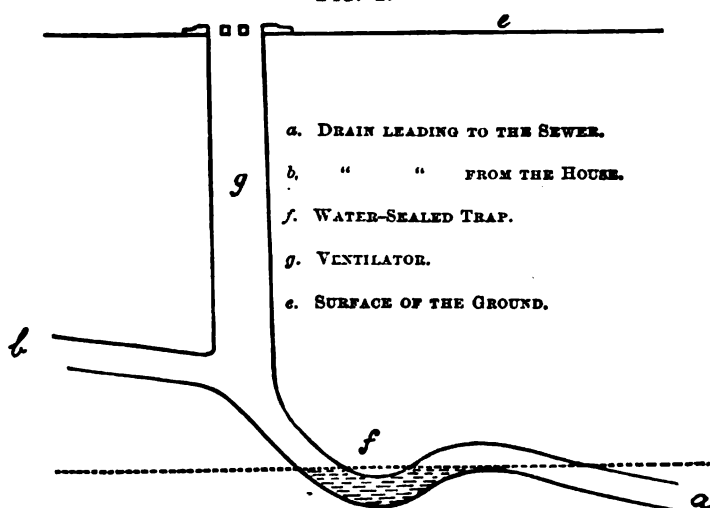 e
a. DRAIN LEADING TO THE SEWER.
b. “ “ FROM THE HOUSE.
g
f. WATER-SEALED TRAP.
g. VENTILATOR.
e. SURFACE OF THE GROUND.
b
f
a